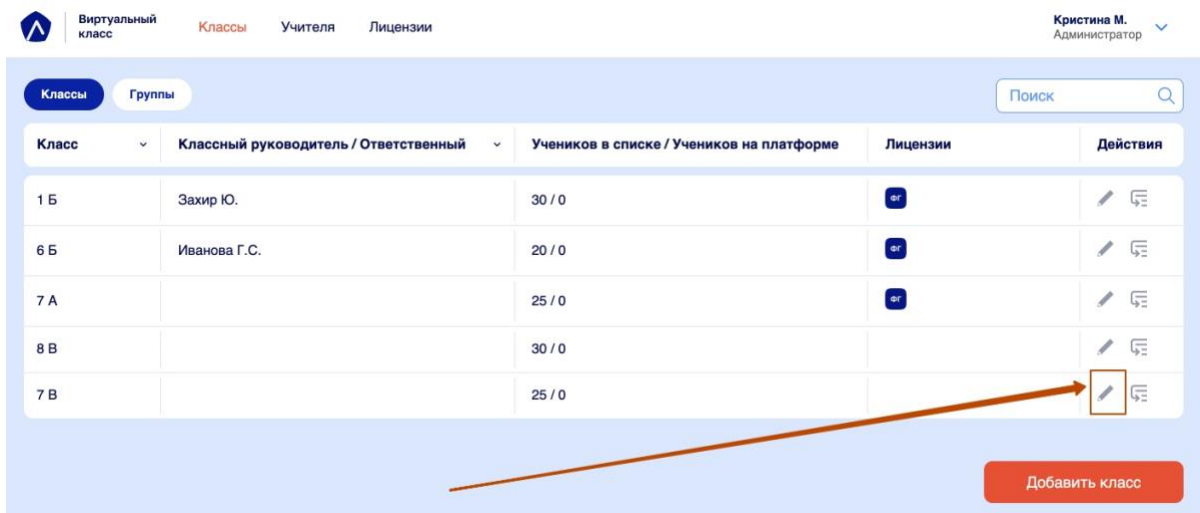 Виртуальный
класс
Классы Учителя Лицензии
Кристина М.
Администратор
Классы Группы
Поиск
Класс Классный руководитель / Ответственный Учеников в списке / Учеников на платформе Лицензии Действия
1 Б Захир Ю. 30 / 0 ФГ
6 Б Иванова Г.С. 20 / 0 ФГ
7 А 25 / 0 ФГ
8 В 30 / 0
7 В 25 / 0
Добавить класс